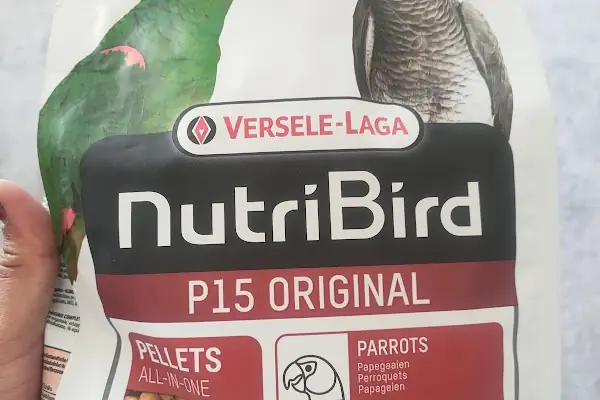 VERSELE-LAGA
NutriBird
P15 ORIGINAL
PELLETS
ALL-IN-ONE
PARROTS
Papegaaien
Perroquets
Papageien